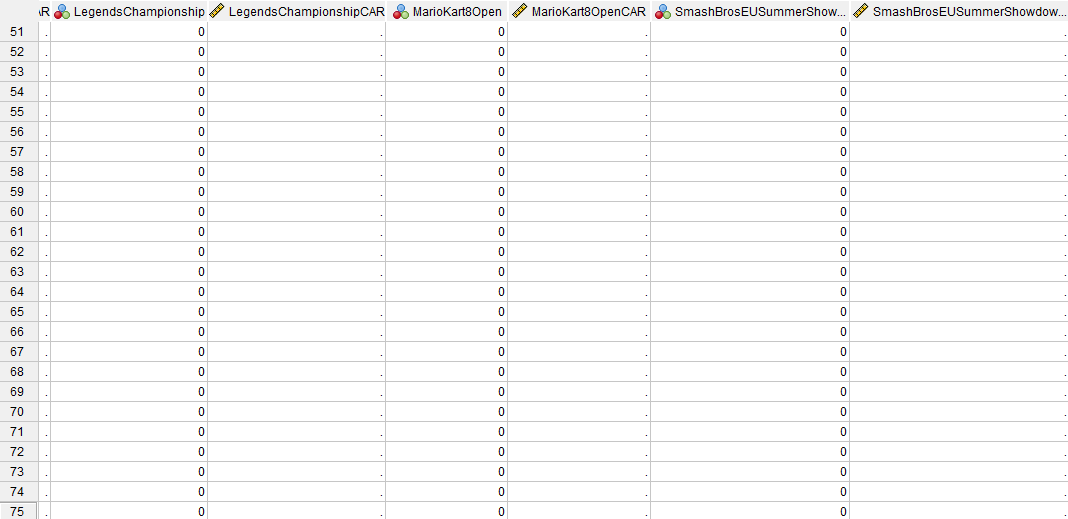 AR LegendsChampionship LegendsChampionshipCAR MarioKart8Open MarioKart8OpenCAR SmashBrosEUSummerShow... SmashBrosEUSummerShowdow...
51 . 0 . 0 . 0 .
52 . 0 . 0 . 0 .
53 . 0 . 0 . 0 .
54 . 0 . 0 . 0 .
55 . 0 . 0 . 0 .
56 . 0 . 0 . 0 .
57 . 0 . 0 . 0 .
58 . 0 . 0 . 0 .
59 . 0 . 0 . 0 .
60 . 0 . 0 . 0 .
61 . 0 . 0 . 0 .
62 . 0 . 0 . 0 .
63 . 0 . 0 . 0 .
64 . 0 . 0 . 0 .
65 . 0 . 0 . 0 .
66 . 0 . 0 . 0 .
67 . 0 . 0 . 0 .
68 . 0 . 0 . 0 .
69 . 0 . 0 . 0 .
70 . 0 . 0 . 0 .
71 . 0 . 0 . 0 .
72 . 0 . 0 . 0 .
73 . 0 . 0 . 0 .
74 . 0 . 0 . 0 .
75 . 0 . 0 . 0 .